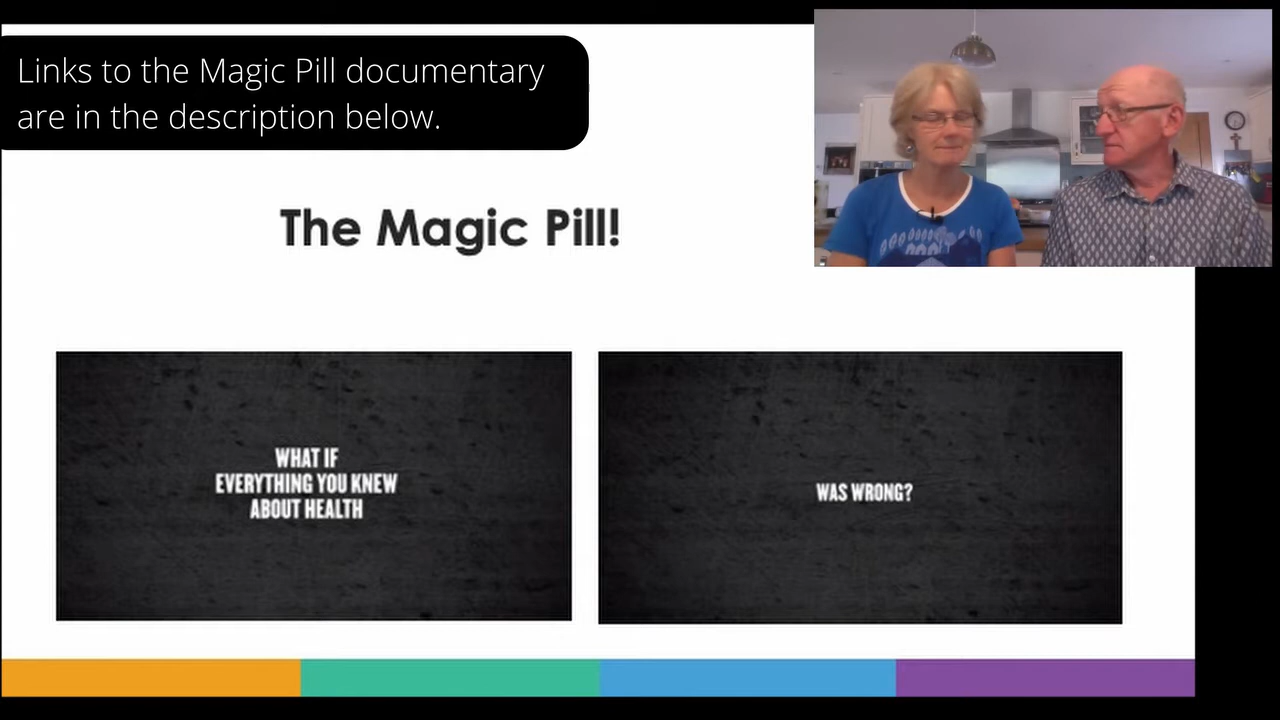 Links to the Magic Pill documentary
are in the description below.
The Magic Pill!
WHAT IF
EVERYTHING YOU KNEW
ABOUT HEALTH
WAS WRONG?